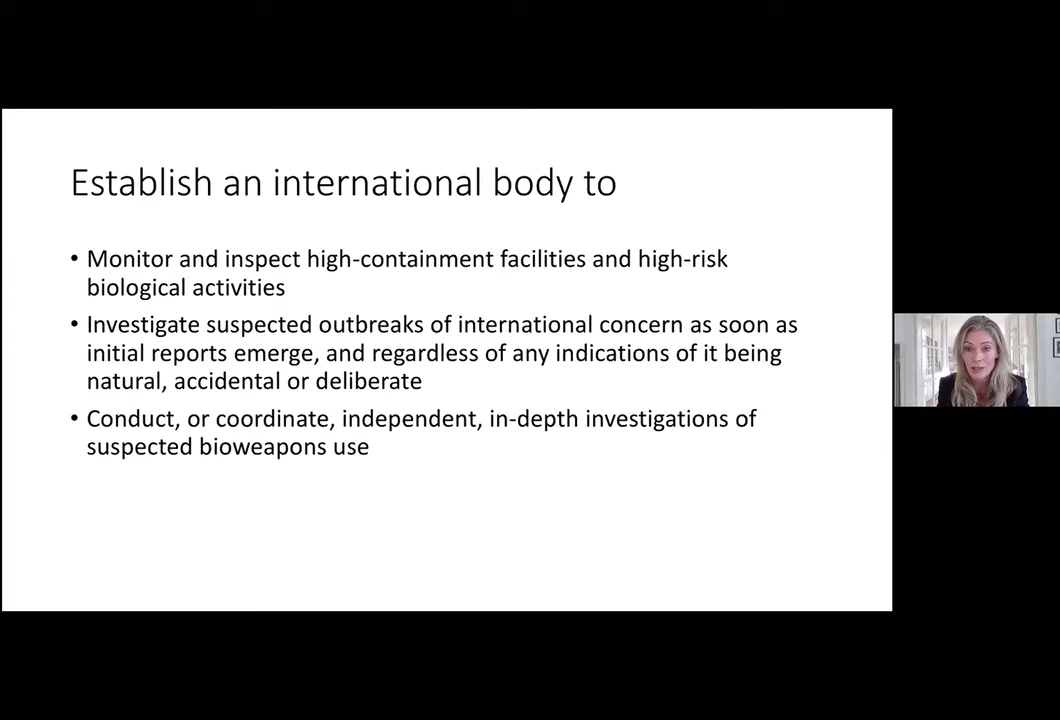 Establish an international body to
• Monitor and inspect high-containment facilities and high-risk
biological activities
• Investigate suspected outbreaks of international concern as soon as
initial reports emerge, and regardless of any indications of it being
natural, accidental or deliberate
• Conduct, or coordinate, independent, in-depth investigations of
suspected bioweapons use